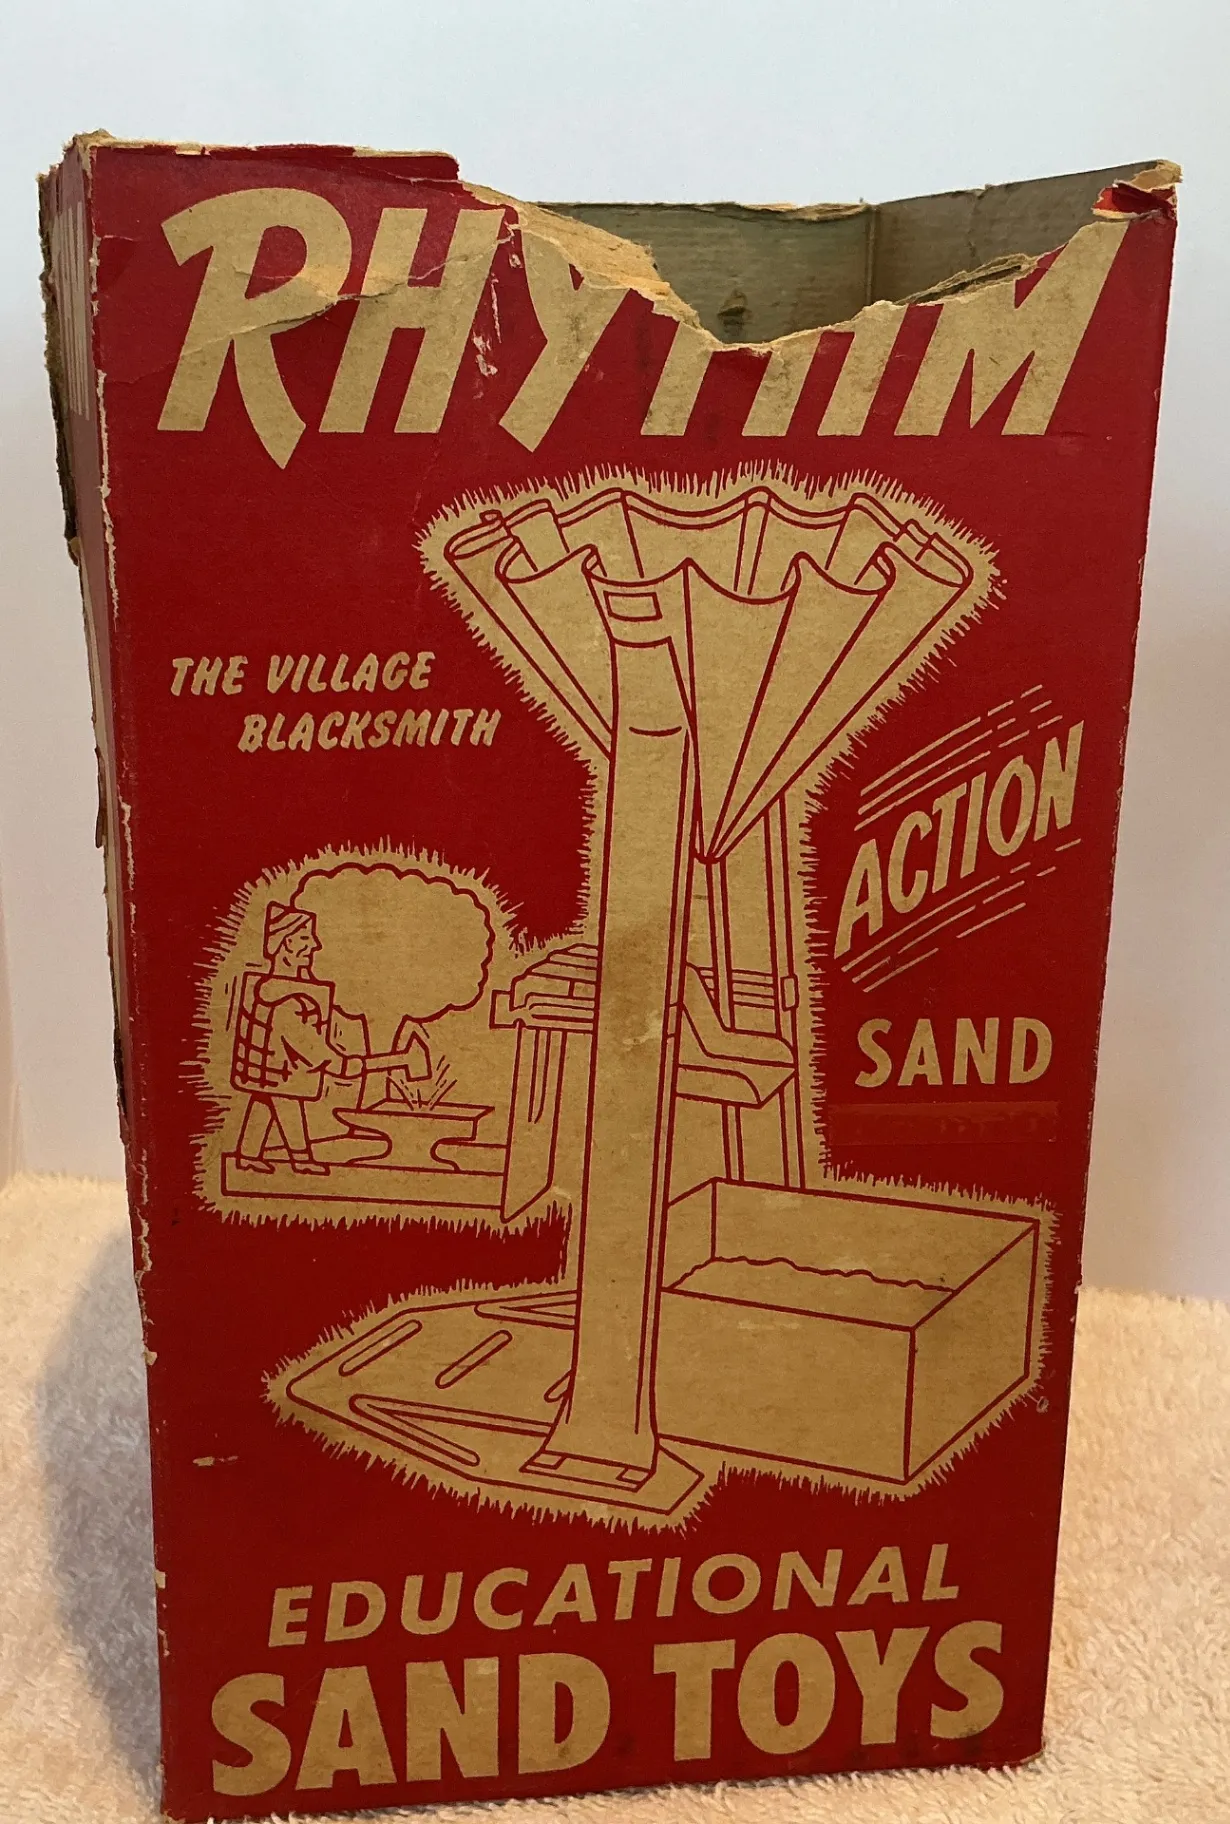 RHYTHM
THE VILLAGE
BLACKSMITH
ACTION
SAND
EDUCATIONAL
SAND TOYS